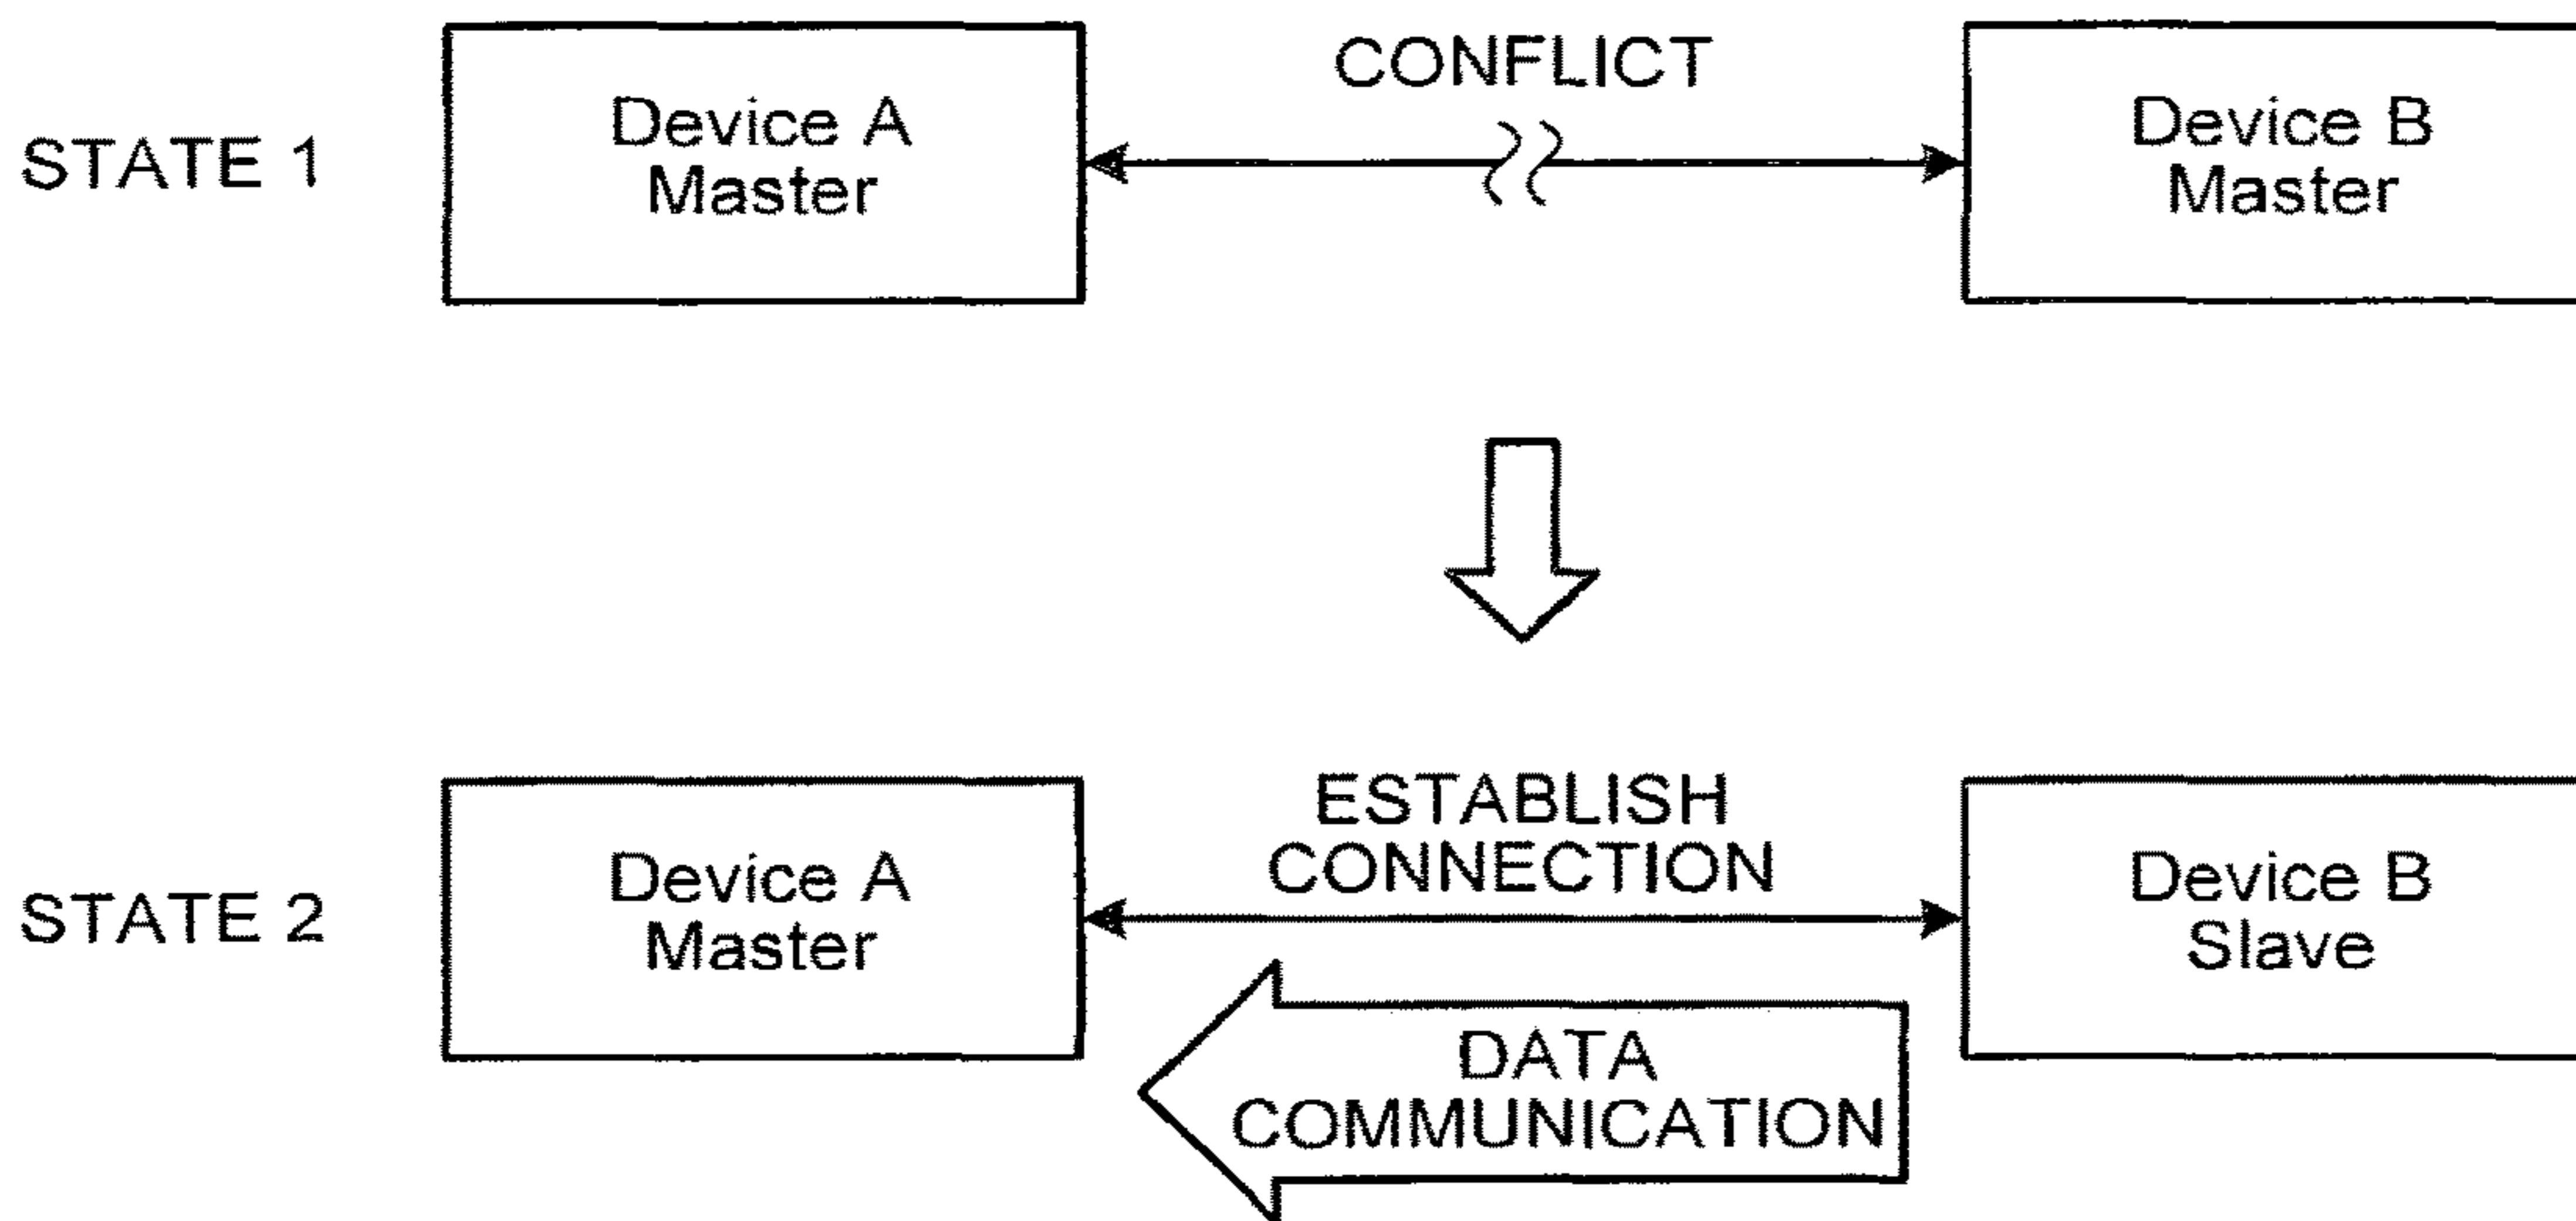 CONFLICT
STATE 1
Device A
Master
Device B
Master
ESTABLISH
CONNECTION
STATE 2
Device A
Master
Device B
Slave
DATA
COMMUNICATION